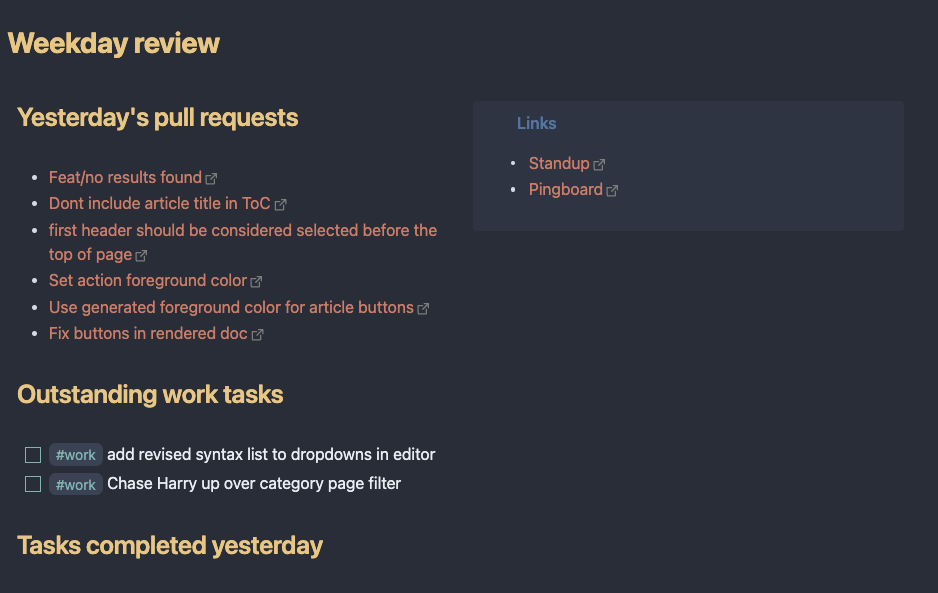 Weekday review
Yesterday's pull requests
Feat/no results found
Dont include article title in ToC
first header should be considered selected before the
top of page
Set action foreground color
Use generated foreground color for article buttons
Fix buttons in rendered doc
Links
Standup
Pingboard
Outstanding work tasks
#work add revised syntax list to dropdowns in editor
#work Chase Harry up over category page filter
Tasks completed yesterday